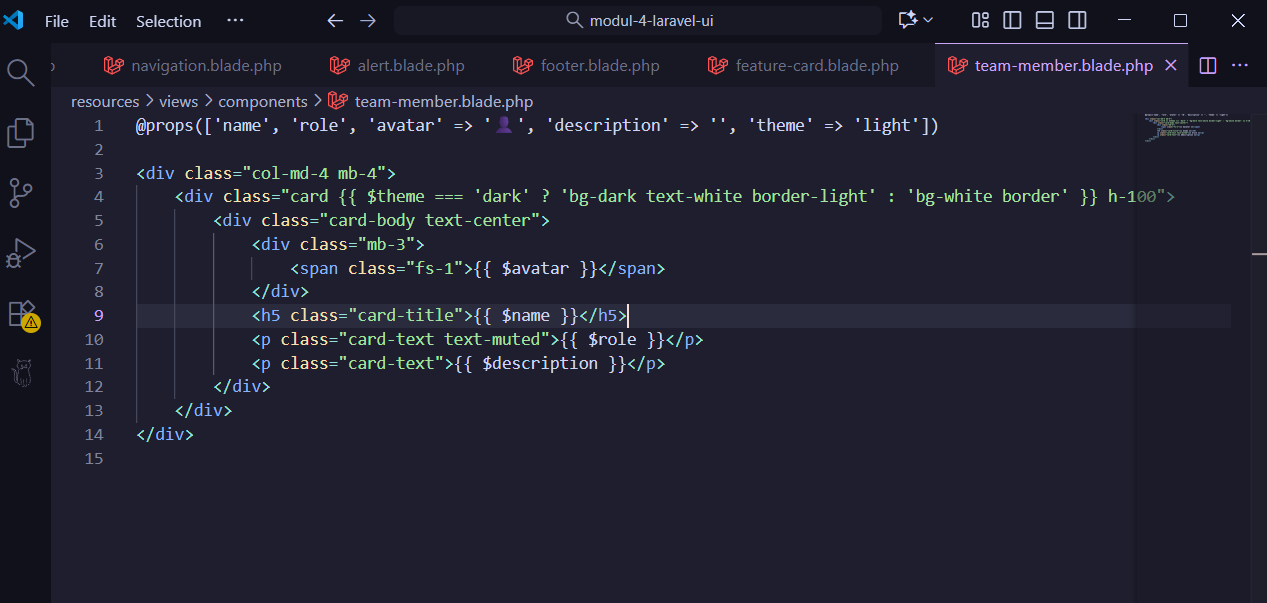 File Edit Selection ··· modul-4-laravel-ui
navigation.blade.php alert.blade.php footer.blade.php feature-card.blade.php team-member.blade.php
resources > views > components > team-member.blade.php
1 @props(['name', 'role', 'avatar' => '👤', 'description' => '', 'theme' => 'light'])
2
3 <div class="col-md-4 mb-4">
4     <div class="card {{ $theme === 'dark' ? 'bg-dark text-white border-light' : 'bg-white border' }} h-100">
5         <div class="card-body text-center">
6             <div class="mb-3">
7                 <span class="fs-1">{{ $avatar }}</span>
8             </div>
9             <h5 class="card-title">{{ $name }}</h5>
10             <p class="card-text text-muted">{{ $role }}</p>
11             <p class="card-text">{{ $description }}</p>
12         </div>
13     </div>
14 </div>
15